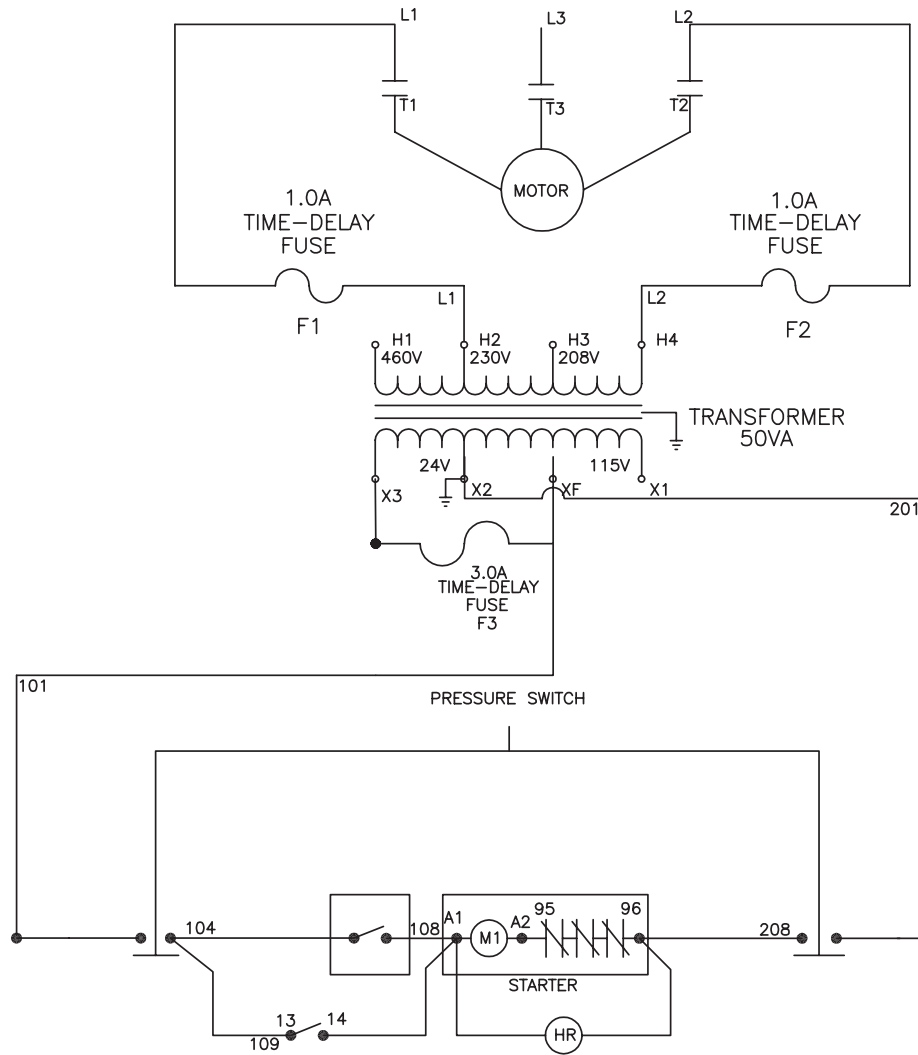 L1
L3
L2
T1
T3
T2
MOTOR
1.0A
TIME–DELAY
FUSE
1.0A
TIME–DELAY
FUSE
L1
L2
F1
F2
H1
H2
H3
H4
460V
230V
208V
TRANSFORMER
50VA
24V
115V
X3
X2
XF
X1
201
3.0A
TIME–DELAY
FUSE
F3
101
PRESSURE SWITCH
104
108
A1
M1
A2
95
96
208
STARTER
13
14
109
HR